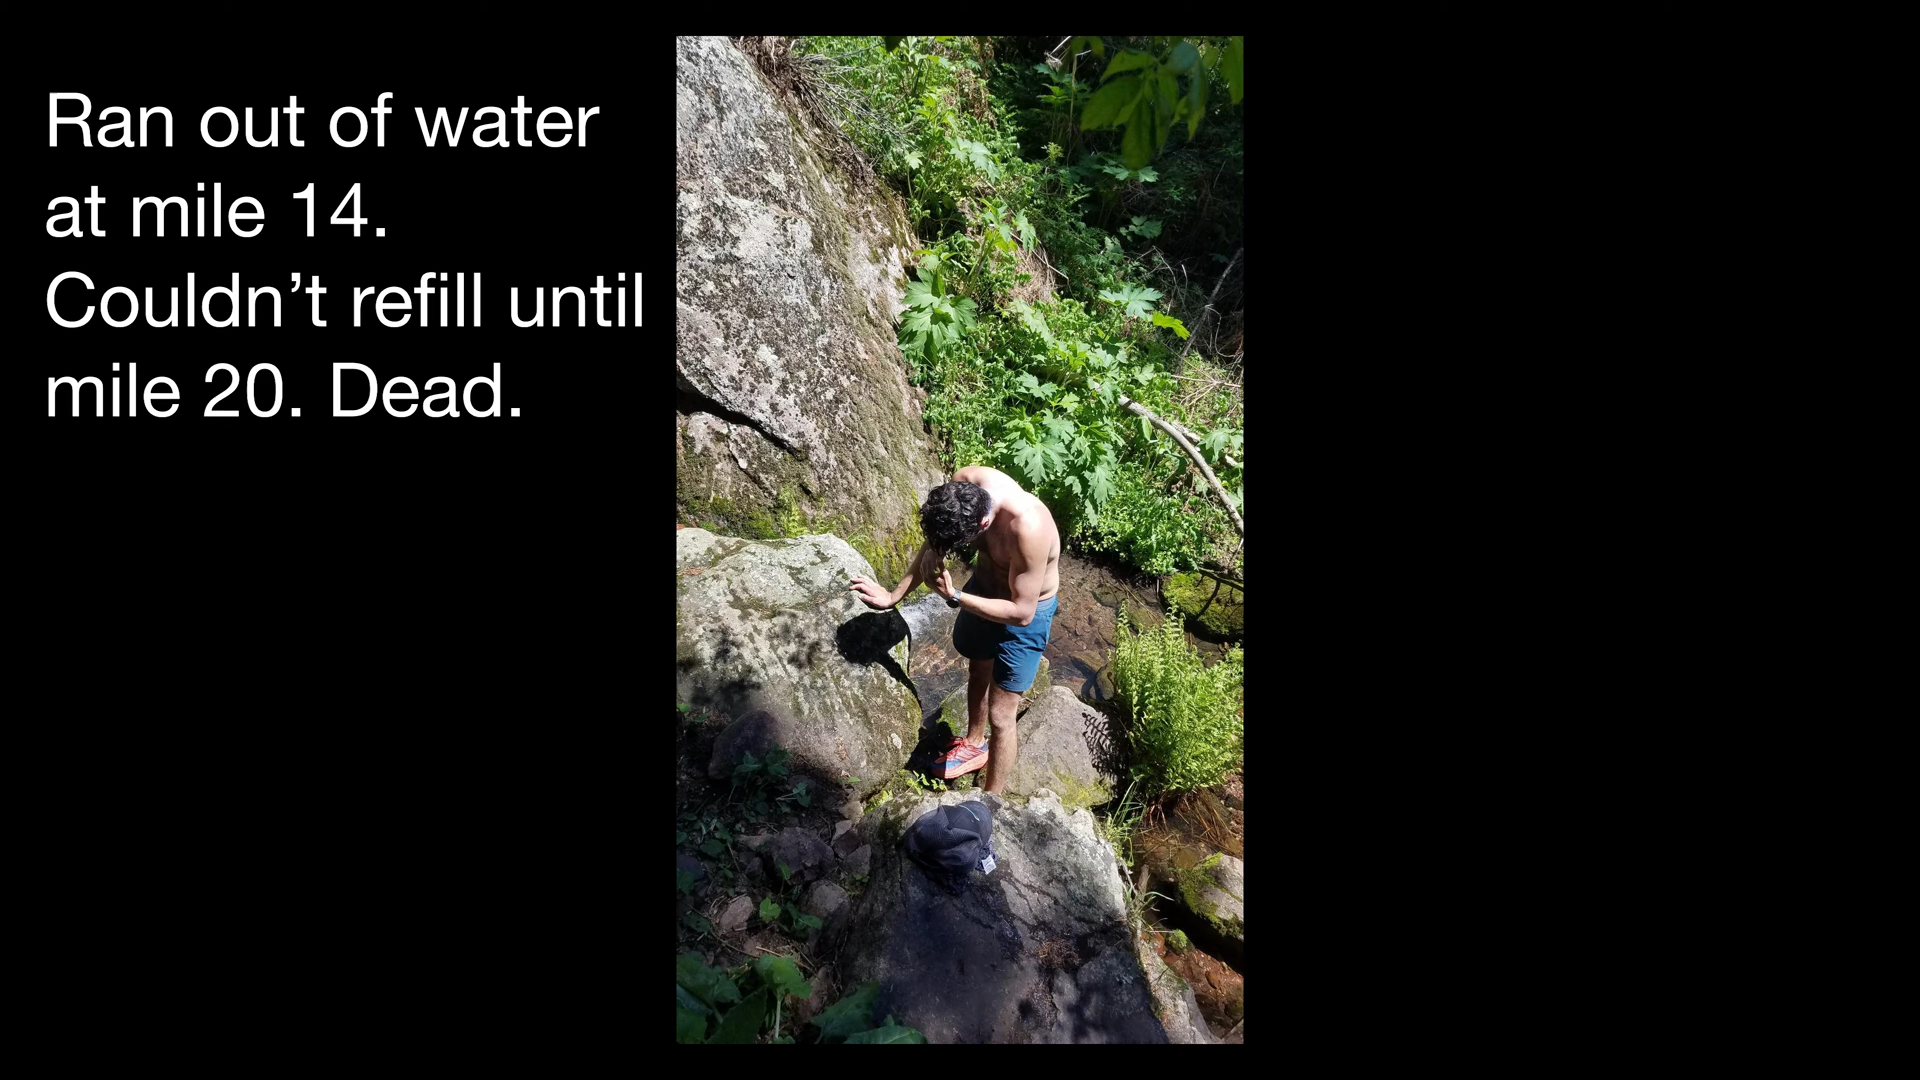 Ran out of water
at mile 14.
Couldn’t refill until
mile 20. Dead.